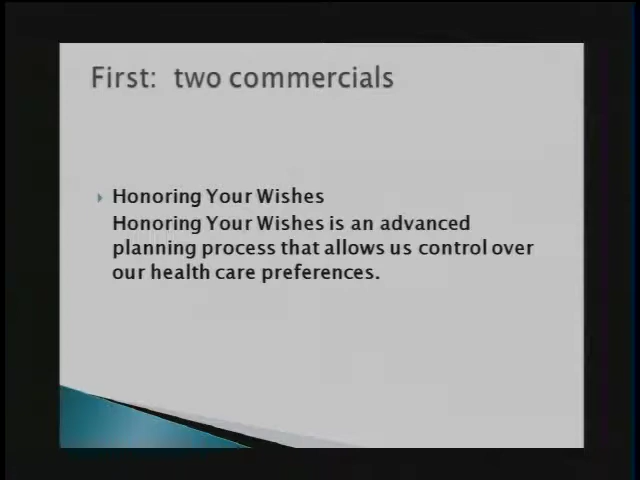 First: two commercials
Honoring Your Wishes
Honoring Your Wishes is an advanced
planning process that allows us control over
our health care preferences.